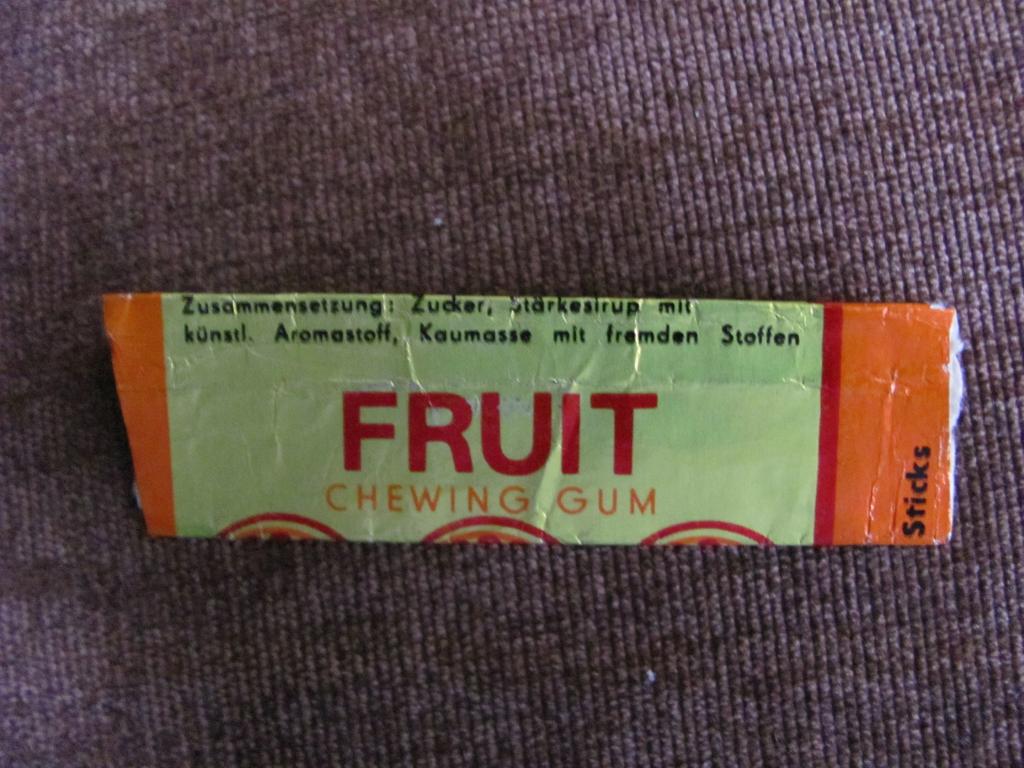 Zusammensetzung: Zucker, Stärkesirup mit
künstl. Aromastoff, Kaumasse mit fremden Stoffen
FRUIT
CHEWING GUM
Sticks